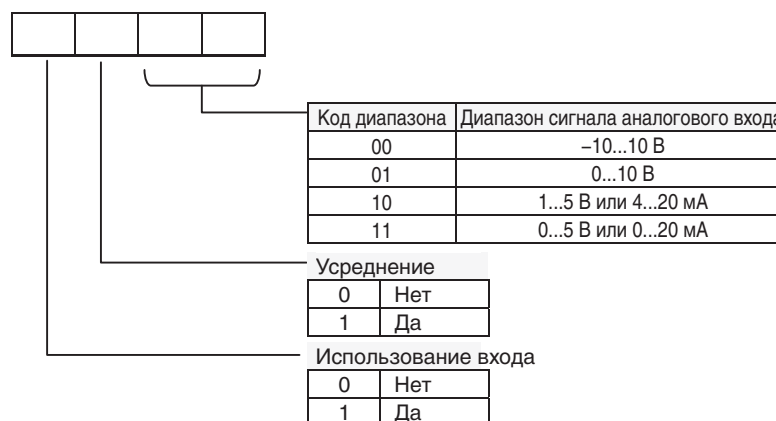 Код диапазона Диапазон сигнала аналогового входа
00 –10...10 В
01 0...10 В
10 1...5 В или 4...20 мА
11 0...5 В или 0...20 мА
Усреднение
0 Нет
1 Да
Использование входа
0 Нет
1 Да